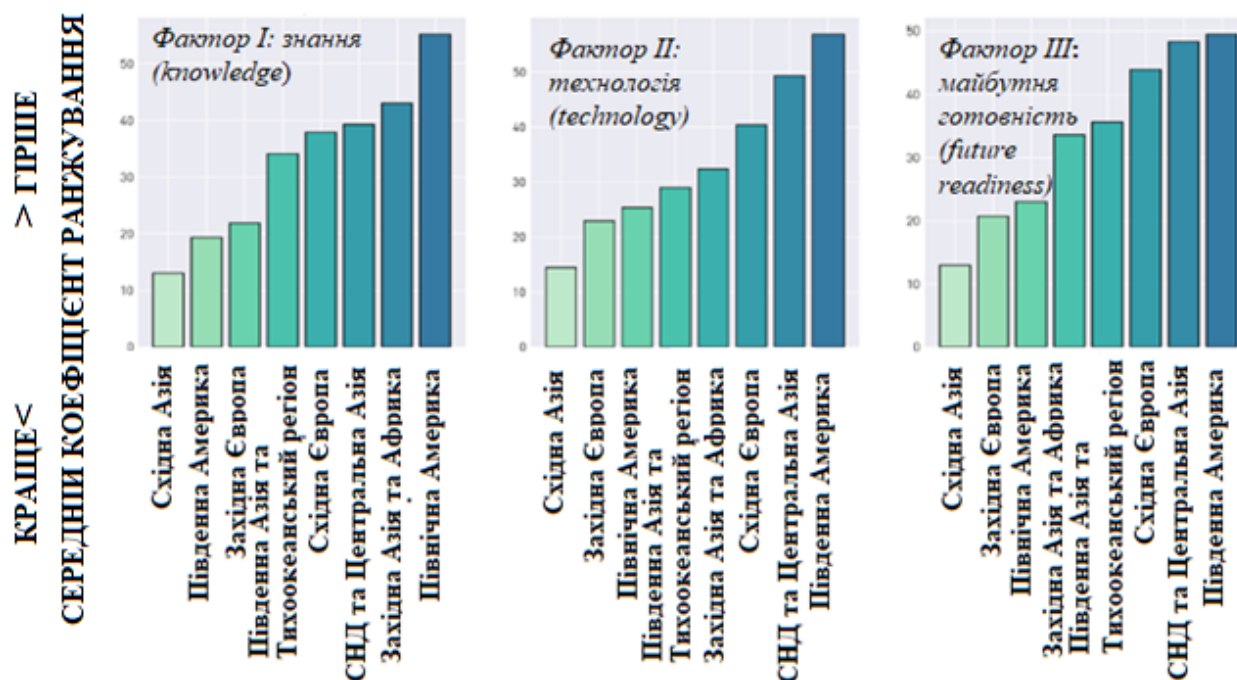 КРАЩЕ< > ГІРШЕ
СЕРЕДНИ КОЕФІЦІЄНТ РАНЖУВАННЯ
Фактор I: знання
(knowledge)
50
40
30
20
10
0
Східна Азія
Південна Америка
Західна Європа
Південна Азія та
Тихоокеанський регіон
Східна Європа
СНД та Центральна Азія
Західна Азія та Африка
Північна Америка
Фактор II:
технологія
(technology)
50
40
30
20
10
0
Східна Азія
Західна Європа
Північна Америка
Південна Азія та
Тихоокеанський регіон
Західна Азія та Африка
Східна Європа
СНД та Центральна Азія
Південна Америка
Фактор III:
майбутня
готовність
(future
readiness)
50
40
30
20
10
0
Східна Азія
Західна Європа
Північна Америка
Західна Азія та Африка
Південна Азія та
Тихоокеанський регіон
Східна Європа
СНД та Центральна Азія
Південна Америка